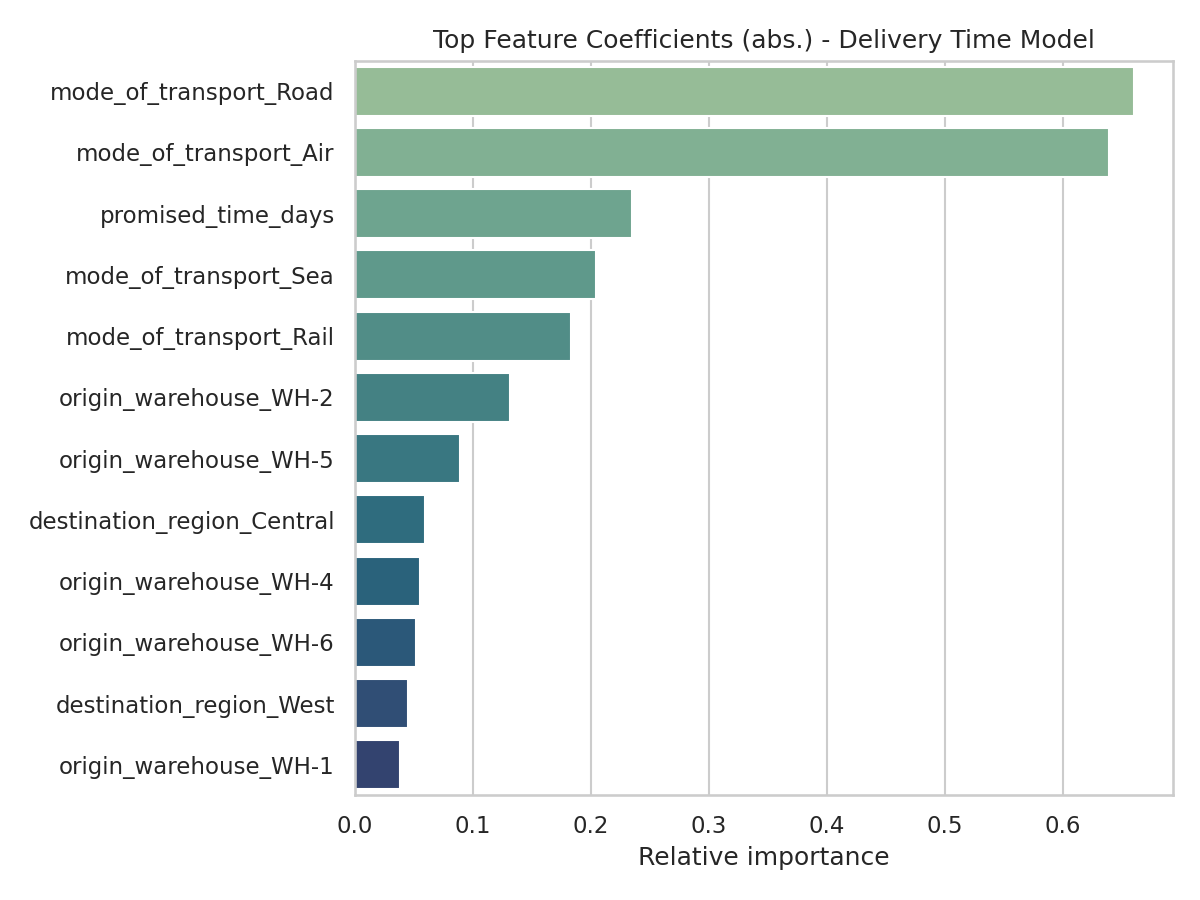 Top Feature Coefficients (abs.) - Delivery Time Model
mode_of_transport_Road
mode_of_transport_Air
promised_time_days
mode_of_transport_Sea
mode_of_transport_Rail
origin_warehouse_WH-2
origin_warehouse_WH-5
destination_region_Central
origin_warehouse_WH-4
origin_warehouse_WH-6
destination_region_West
origin_warehouse_WH-1
0.0 0.1 0.2 0.3 0.4 0.5 0.6
Relative importance